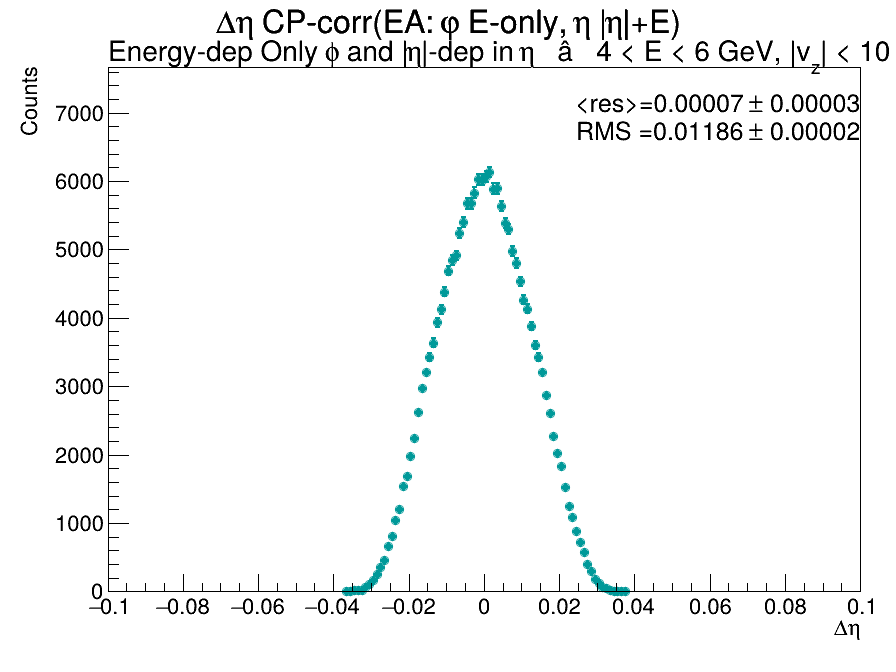 Δη CP-corr(EA: φ E-only, η |η|+E)
Energy-dep Only ϕ and |η|-dep in η â 4 < E < 6 GeV, |v_z| < 10
Counts
<res>=0.00007 ± 0.00003
RMS =0.01186 ± 0.00002
7000
6000
5000
4000
3000
2000
1000
0
−0.1 −0.08 −0.06 −0.04 −0.02 0 0.02 0.04 0.06 0.08 0.1
Δη